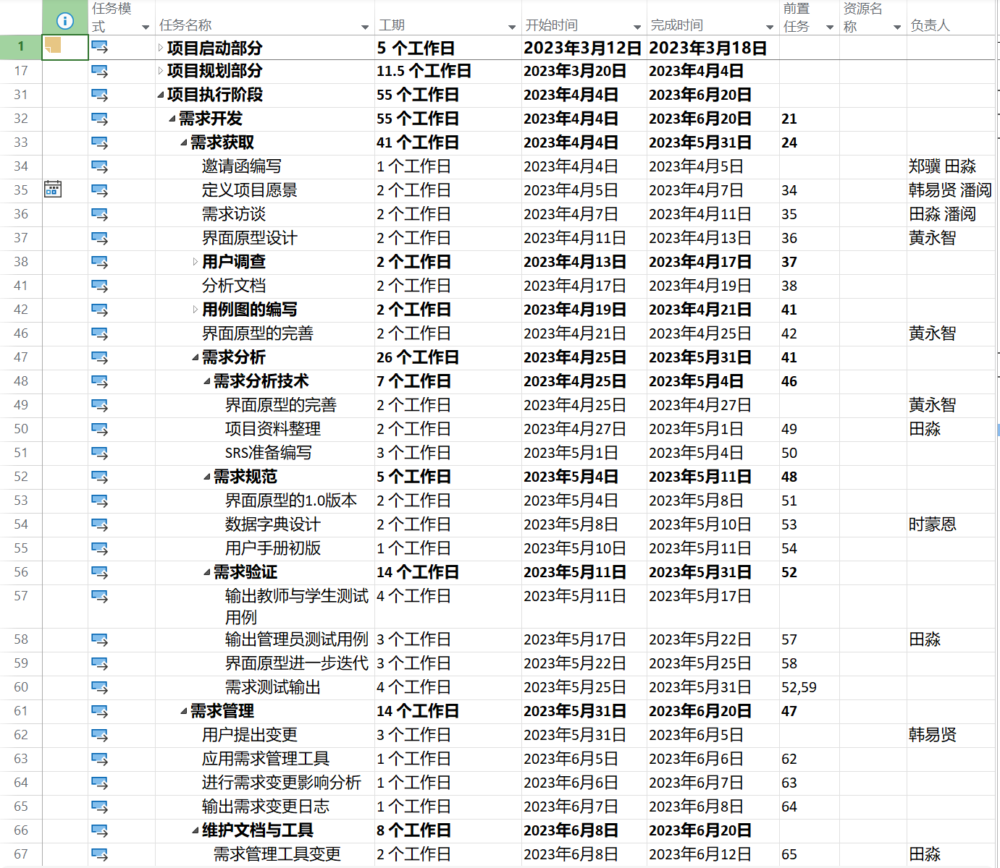 任务模式 任务名称 工期 开始时间 完成时间 前置任务 资源名称 负责人
1 项目启动部分 5 个工作日 2023年3月12日 2023年3月18日
17 项目规划部分 11.5 个工作日 2023年3月20日 2023年4月4日
31 项目执行阶段 55 个工作日 2023年4月4日 2023年6月20日
32 需求开发 55 个工作日 2023年4月4日 2023年6月20日 21
33 需求获取 41 个工作日 2023年4月4日 2023年5月31日 24
34 邀请函编写 1 个工作日 2023年4月4日 2023年4月5日 郑骥 田淼
35 定义项目愿景 2 个工作日 2023年4月5日 2023年4月7日 34 韩易贤 潘阅
36 需求访谈 2 个工作日 2023年4月7日 2023年4月11日 35 田淼 潘阅
37 界面原型设计 2 个工作日 2023年4月11日 2023年4月13日 36 黄永智
38 用户调查 2 个工作日 2023年4月13日 2023年4月17日 37
41 分析文档 2 个工作日 2023年4月17日 2023年4月19日 38
42 用例图的编写 2 个工作日 2023年4月19日 2023年4月21日 41
46 界面原型的完善 2 个工作日 2023年4月21日 2023年4月25日 42 黄永智
47 需求分析 26 个工作日 2023年4月25日 2023年5月31日 41
48 需求分析技术 7 个工作日 2023年4月25日 2023年5月4日 46
49 界面原型的完善 2 个工作日 2023年4月25日 2023年4月27日 黄永智
50 项目资料整理 2 个工作日 2023年4月27日 2023年5月1日 49 田淼
51 SRS准备编写 3 个工作日 2023年5月1日 2023年5月4日 50
52 需求规范 5 个工作日 2023年5月4日 2023年5月11日 48
53 界面原型的1.0版本 2 个工作日 2023年5月4日 2023年5月8日 51
54 数据字典设计 2 个工作日 2023年5月8日 2023年5月10日 53 时蒙恩
55 用户手册初版 1 个工作日 2023年5月10日 2023年5月11日 54
56 需求验证 14 个工作日 2023年5月11日 2023年5月31日 52
57 输出教师与学生测试 4 个工作日 2023年5月11日 2023年5月17日
用例
58 输出管理员测试用例 3 个工作日 2023年5月17日 2023年5月22日 57 田淼
59 界面原型进一步迭代 3 个工作日 2023年5月22日 2023年5月25日 58
60 需求测试输出 4 个工作日 2023年5月25日 2023年5月31日 52,59
61 需求管理 14 个工作日 2023年5月31日 2023年6月20日 47
62 用户提出变更 3 个工作日 2023年5月31日 2023年6月5日 韩易贤
63 应用需求管理工具 1 个工作日 2023年6月5日 2023年6月6日 62
64 进行需求变更影响分析 1 个工作日 2023年6月6日 2023年6月7日 63
65 输出需求变更日志 1 个工作日 2023年6月7日 2023年6月8日 64
66 维护文档与工具 8 个工作日 2023年6月8日 2023年6月20日
67 需求管理工具变更 2 个工作日 2023年6月8日 2023年6月12日 65 田淼